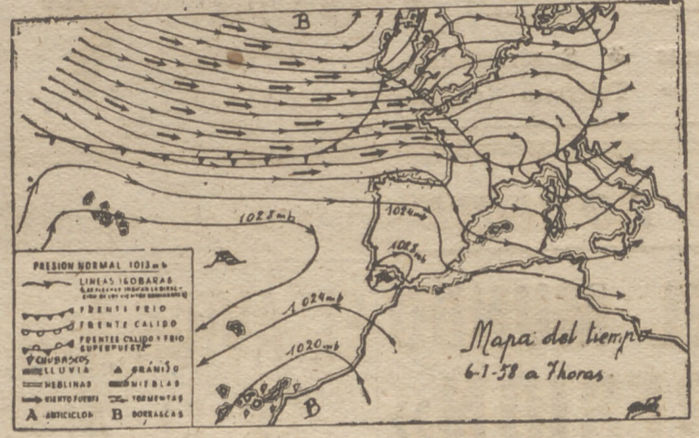 B
1028 mb
1024 mb
1028
1024 mb
1020 mb
B
Mapa del tiempo
6-1-58 a 7 horas
PRESION NORMAL 1013 mb
LINEAS ISOBARAS
FRENTE FRIO
FRENTE CALIDO
FRENTES CALIDO Y FRIO
SUPERPUESTO
CHUBASCOS
LLUVIA GRANIZO
NEBLINAS NIEBLAS
VIENTO FUERTE TORMENTAS
A ANTICICLON B BORRASCAS